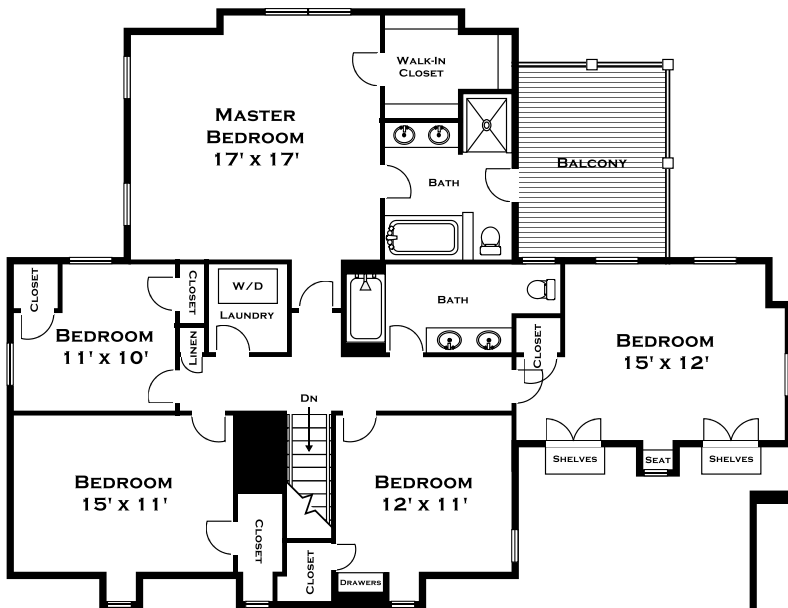 WALK-IN
CLOSET
MASTER
BEDROOM
17' x 17'
BALCONY
BATH
CLOSET
CLOSET
W/D
LAUNDRY
BATH
BEDROOM
11' x 10'
LINEN
CLOSET
BEDROOM
15' x 12'
DN
SHELVES
SEAT
SHELVES
BEDROOM
15' x 11'
BEDROOM
12' x 11'
CLOSET
CLOSET
DRAWERS